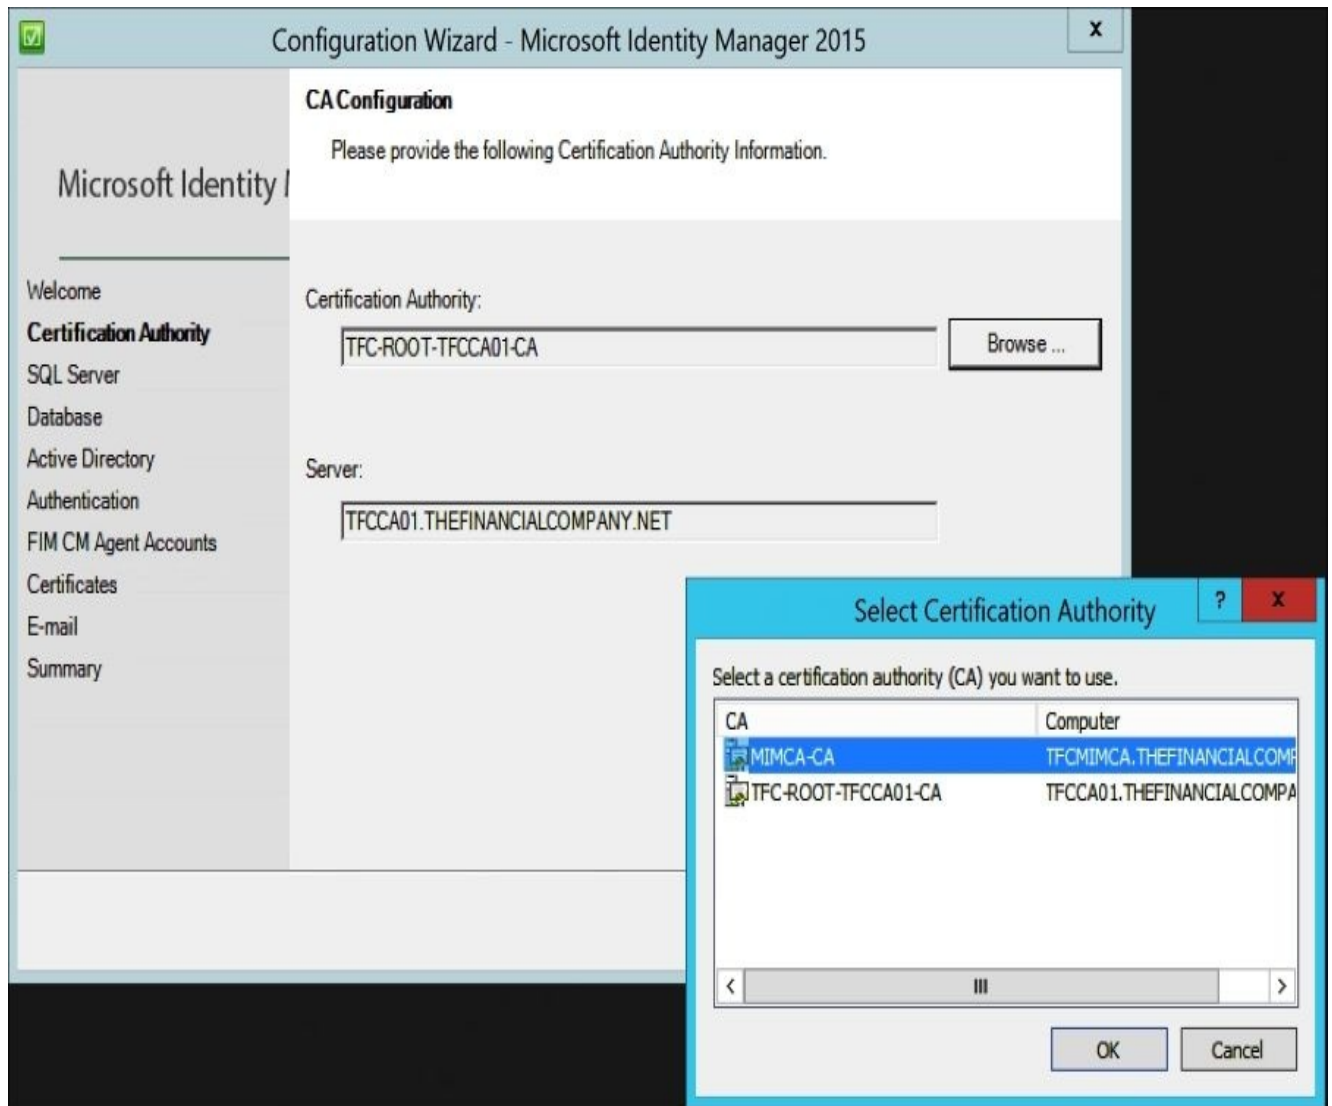 Configuration Wizard - Microsoft Identity Manager 2015
x
CA Configuration
Please provide the following Certification Authority Information.
Microsoft Identity
Welcome
Certification Authority
SQL Server
Database
Active Directory
Authentication
FIM CM Agent Accounts
Certificates
E-mail
Summary
Certification Authority:
TFC-ROOT-TFCCA01-CA
Browse ...
Server:
TFCCA01.THEFINANCIALCOMPANY.NET
Select Certification Authority
? x
Select a certification authority (CA) you want to use.
CA Computer
MIMCA-CA TFCMIMCA.THEFINANCIALCOMP
TFC-ROOT-TFCCA01-CA TFCCA01.THEFINANCIALCOMPA
OK Cancel